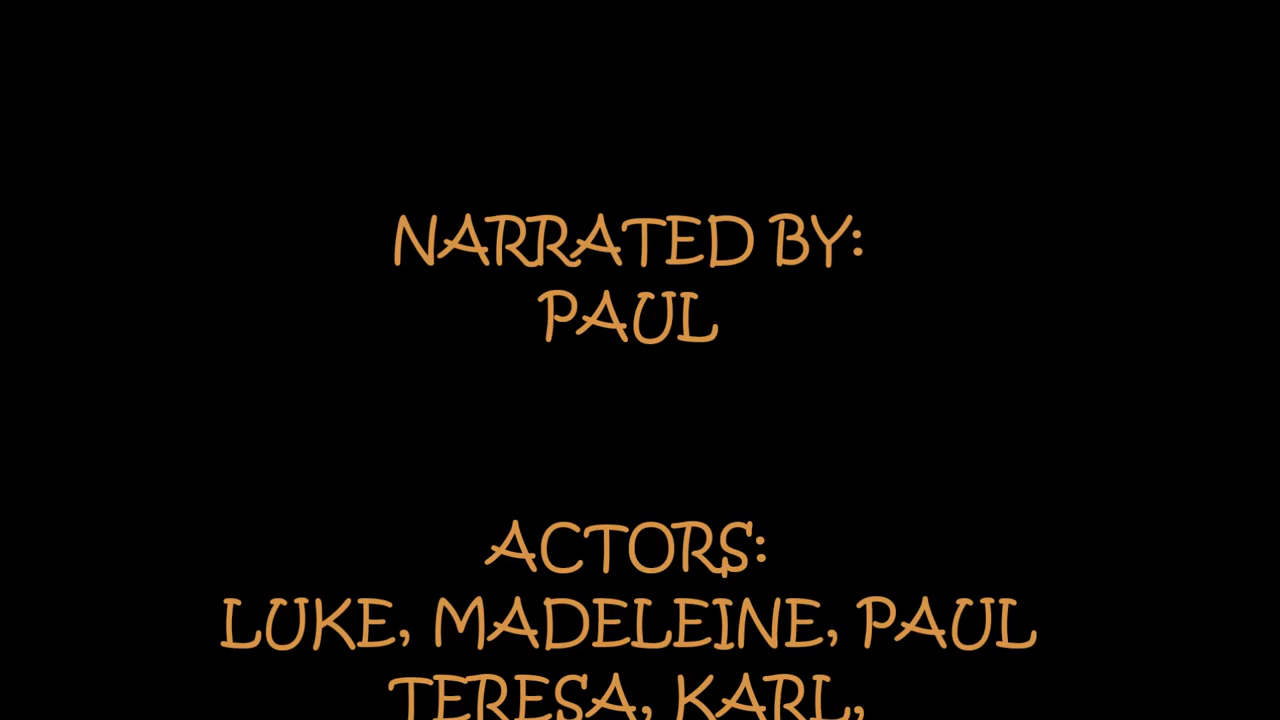 NARRATED BY:
PAUL
ACTORS:
LUKE, MADELEINE, PAUL
TERESA, KARL,